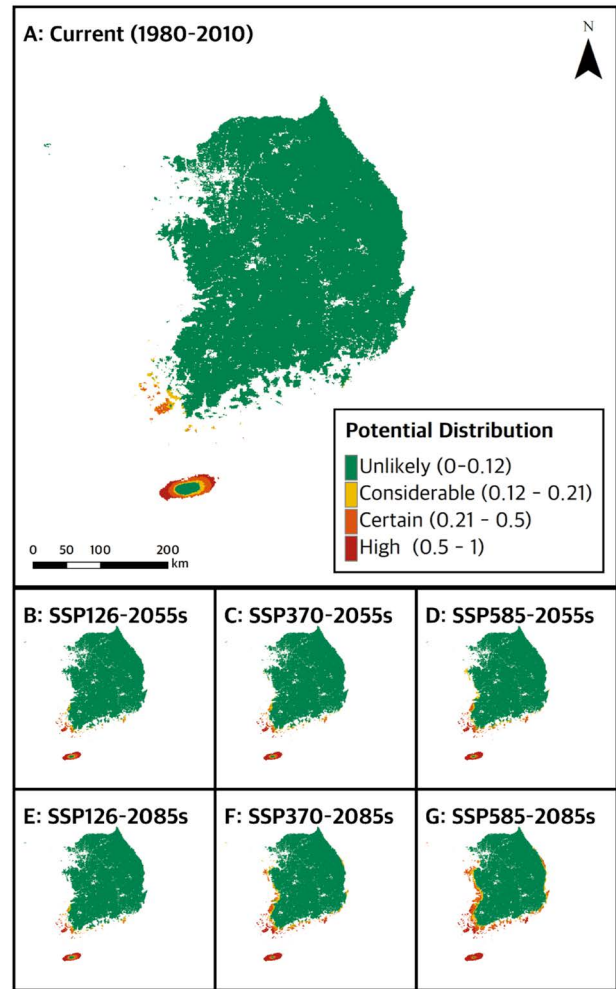 A: Current (1980-2010)
N
Potential Distribution
Unlikely (0-0.12)
Considerable (0.12 - 0.21)
Certain (0.21 - 0.5)
High (0.5 - 1)
0 50 100 200
km
B: SSP126-2055s
C: SSP370-2055s
D: SSP585-2055s
E: SSP126-2085s
F: SSP370-2085s
G: SSP585-2085s